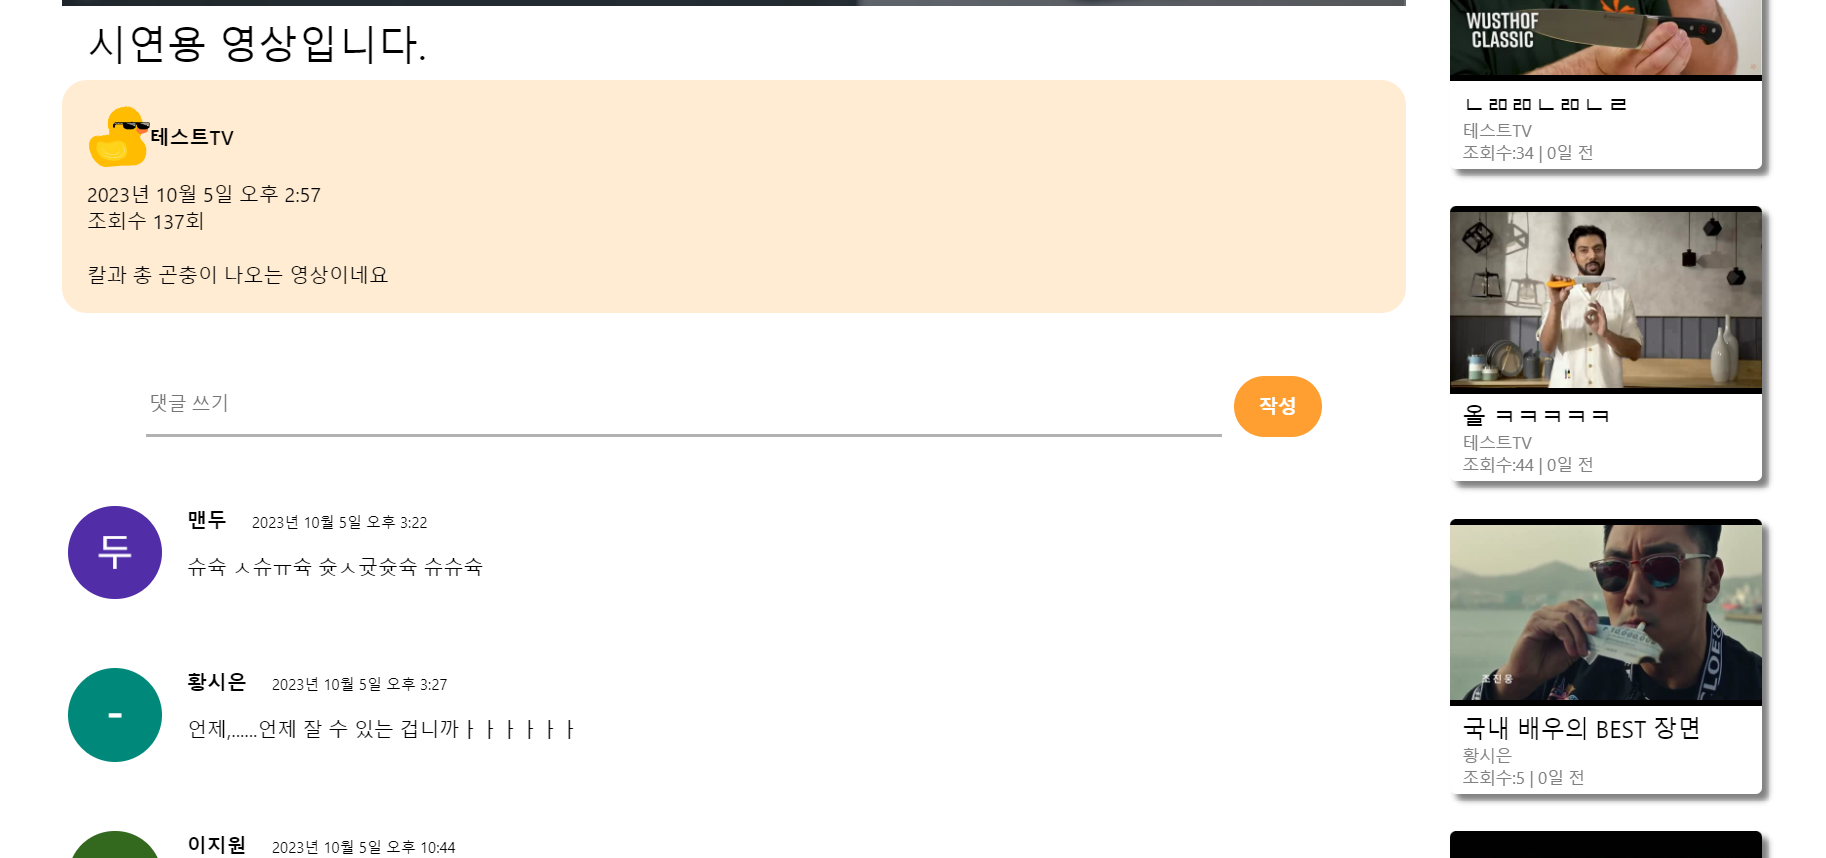 시연용 영상입니다.
테스트TV
2023년 10월 5일 오후 2:57
조회수 137회
칼과 총 곤충이 나오는 영상이네요
댓글 쓰기
작성
두
맨두 2023년 10월 5일 오후 3:22
슈슉 ㅅ슈ㅠ슉 슛ㅅ귯슛슉 슈슈슉
-
황시은 2023년 10월 5일 오후 3:27
언제,......언제 잘 수 있는 겁니까ㅏㅏㅏㅏㅏㅏ
이지원 2023년 10월 5일 오후 10:44
WUSTHOF
CLASSIC
ㄴㄻㄻㄴㄻㄴㄹ
테스트TV
조회수:34 | 0일 전
올 ㅋㅋㅋㅋㅋ
테스트TV
조회수:44 | 0일 전
조진웅
국내 배우의 BEST 장면
황시은
조회수:5 | 0일 전